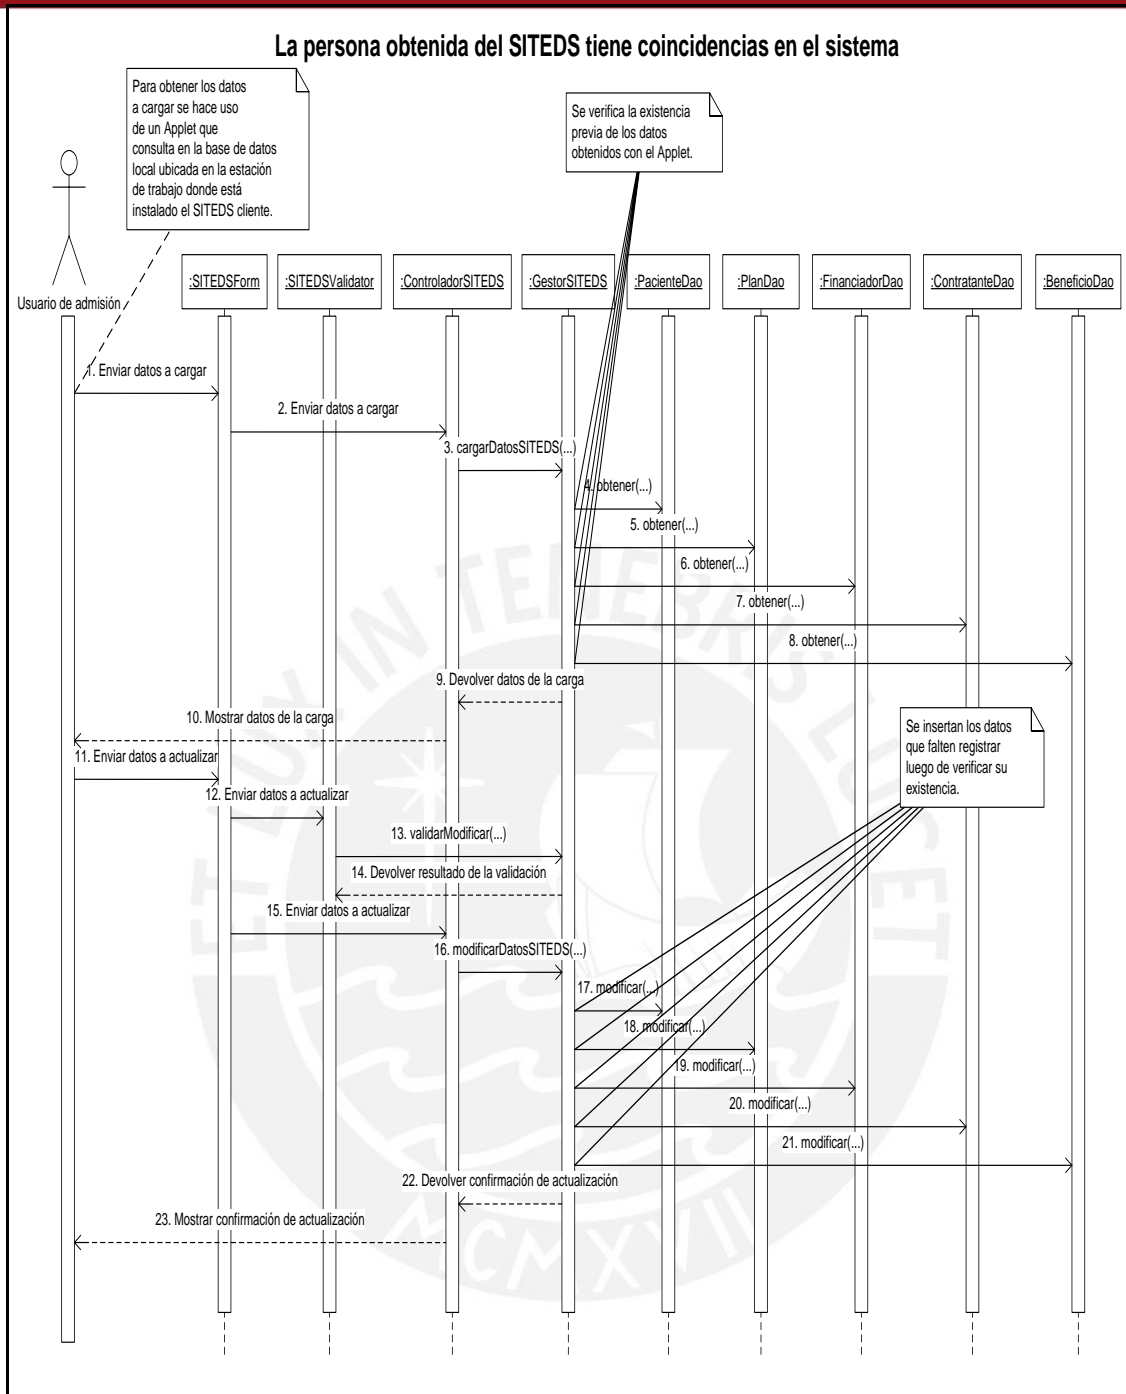 La persona obtenida del SITEDS tiene coincidencias en el sistema
Para obtener los datos
a cargar se hace uso
de un Applet que
consulta en la base de datos
local ubicada en la estación
de trabajo donde está
instalado el SITEDS cliente.
Se verifica la existencia
previa de los datos
obtenidos con el Applet.
Usuario de admisión
:SITEDSForm
:SITEDSValidator
:ControladorSITEDS
:GestorSITEDS
:PacienteDao
:PlanDao
:FinanciadorDao
:ContratanteDao
:BeneficioDao
1. Enviar datos a cargar
2. Enviar datos a cargar
3. cargarDatosSITEDS(...)
4. obtener(...)
5. obtener(...)
6. obtener(...)
7. obtener(...)
8. obtener(...)
9. Devolver datos de la carga
10. Mostrar datos de la carga
11. Enviar datos a actualizar
Se insertan los datos
que falten registrar
luego de verificar su
existencia.
12. Enviar datos a actualizar
13. validarModificar(...)
14. Devolver resultado de la validación
15. Enviar datos a actualizar
16. modificarDatosSITEDS(...)
17. modificar(...)
18. modificar(...)
19. modificar(...)
20. modificar(...)
21. modificar(...)
22. Devolver confirmación de actualización
23. Mostrar confirmación de actualización
ET LUX IN TENEBRIS LUCET
MCMXVII